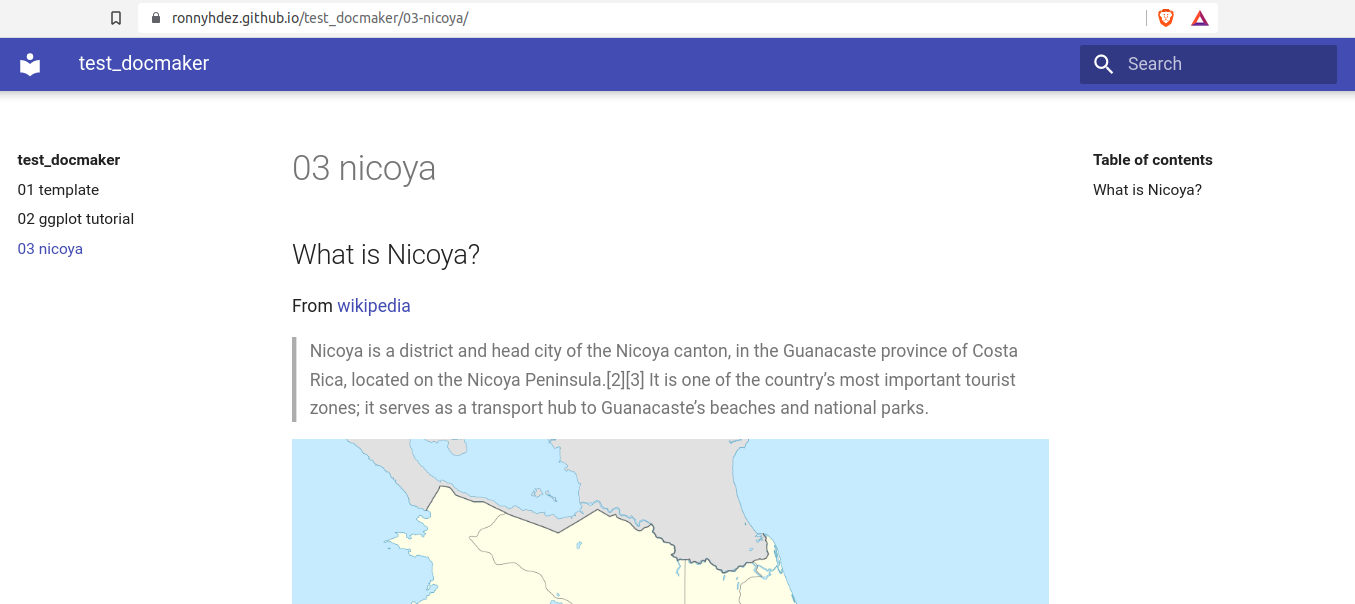 ronnyhdez.github.io/test_docmaker/03-nicoya/
test_docmaker
Search
test_docmaker
01 template
02 ggplot tutorial
03 nicoya
03 nicoya
What is Nicoya?
From wikipedia
Nicoya is a district and head city of the Nicoya canton, in the Guanacaste province of Costa
Rica, located on the Nicoya Peninsula.[2][3] It is one of the country’s most important tourist
zones; it serves as a transport hub to Guanacaste’s beaches and national parks.
Table of contents
What is Nicoya?